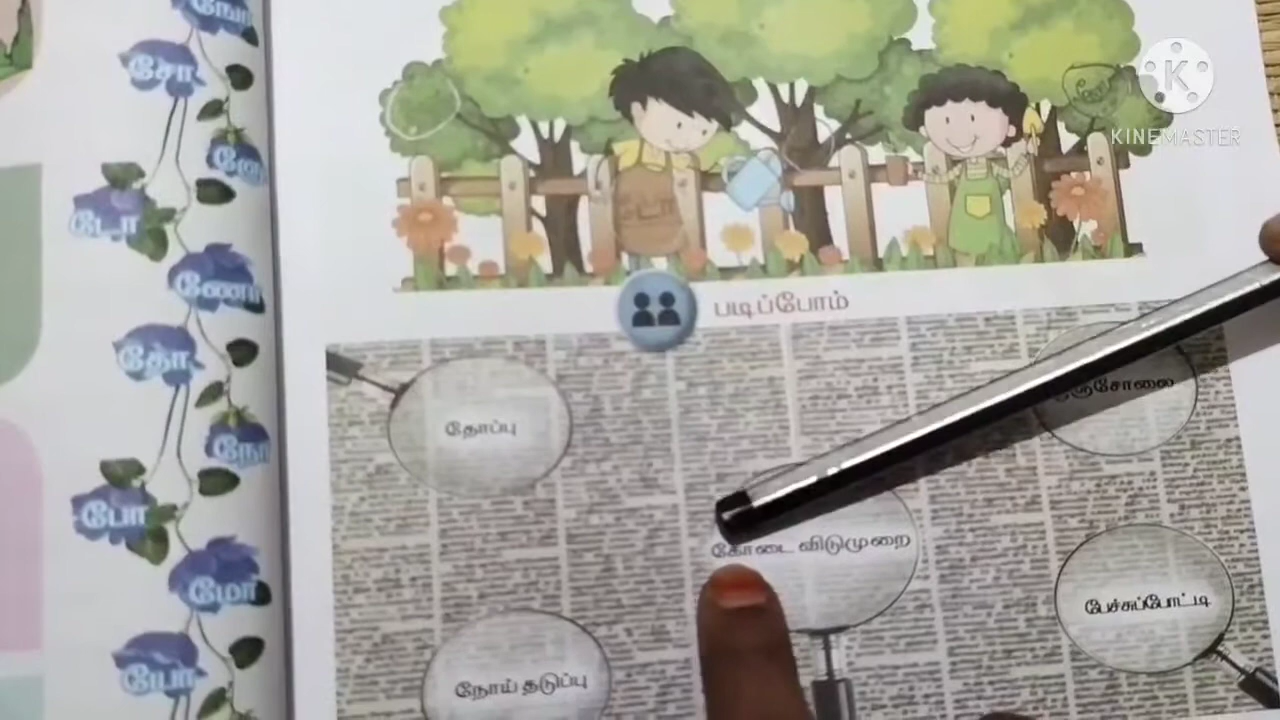 சோ
டோ
ணோ
தோ
நோ
போ
மோ
யோ
டோ
KINEMASTER
படிப்போம்
தோப்பு
கோடை விடுமுறை
பேச்சுப்போட்டி
நோய் தடுப்பு